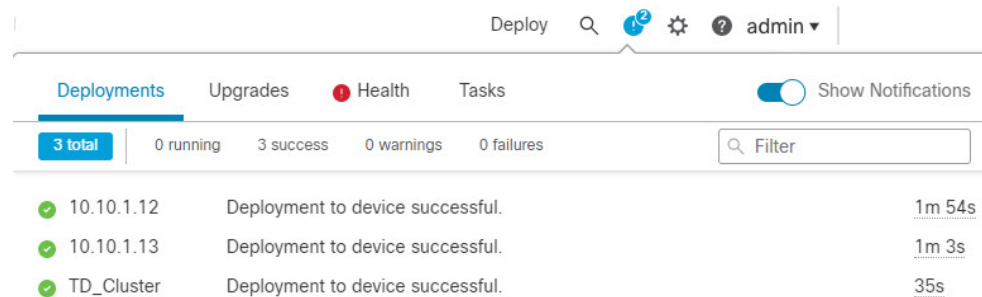 Deploy 2 admin
Deployments Upgrades Health Tasks Show Notifications
3 total 0 running 3 success 0 warnings 0 failures Filter
10.10.1.12 Deployment to device successful. 1m 54s
10.10.1.13 Deployment to device successful. 1m 3s
TD_Cluster Deployment to device successful. 35s